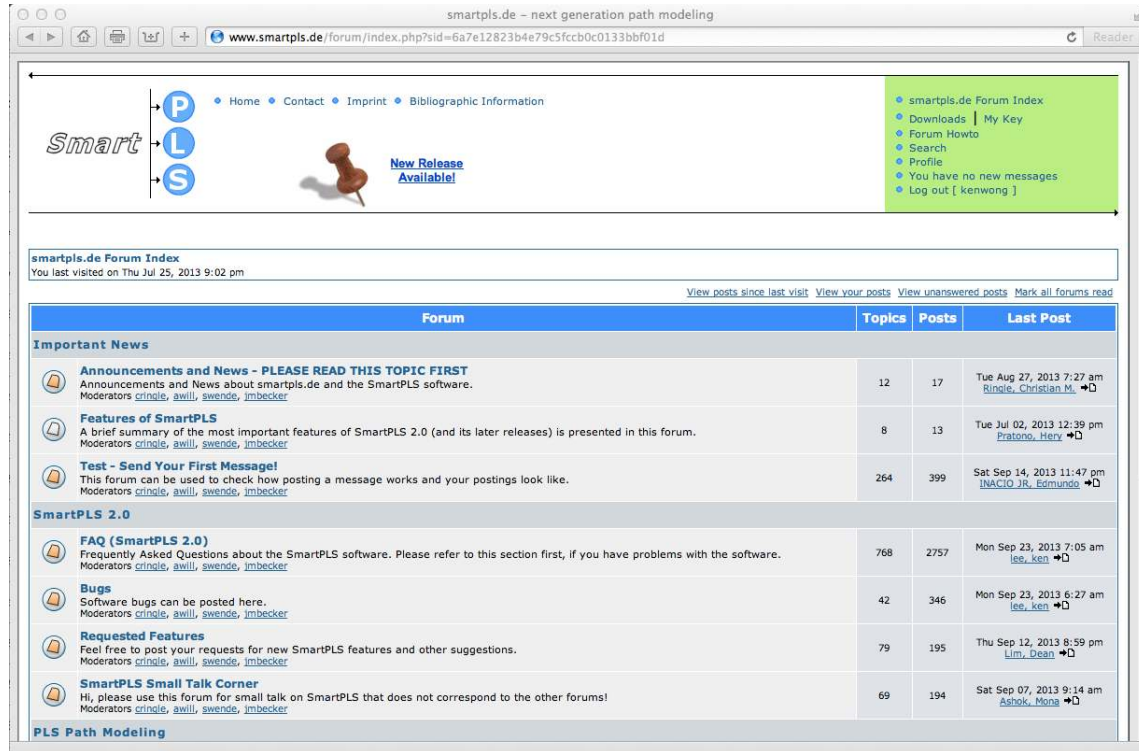 smartpls.de – next generation path modeling
www.smartpls.de/forum/index.php?sid=6a7e12823b4e79c5fccb0c0133bbf01d
Reader
Smart
P
L
S
Home Contact Imprint Bibliographic Information
New Release
Available!
smartpls.de Forum Index
Downloads | My Key
Forum Howto
Search
Profile
You have no new messages
Log out [ kenwong ]
smartpls.de Forum Index
You last visited on Thu Jul 25, 2013 9:02 pm
View posts since last visit View your posts View unanswered posts Mark all forums read
Forum Topics Posts Last Post
Important News
Announcements and News - PLEASE READ THIS TOPIC FIRST
Announcements and News about smartpls.de and the SmartPLS software.
Moderators cringle, awill, swende, jmbecker
12 17
Tue Aug 27, 2013 7:27 am
Ringle, Christian M.
Features of SmartPLS
A brief summary of the most important features of SmartPLS 2.0 (and its later releases) is presented in this forum.
Moderators cringle, awill, swende, jmbecker
8 13
Tue Jul 02, 2013 12:39 pm
Pratono, Hery
Test - Send Your First Message!
This forum can be used to check how posting a message works and your postings look like.
Moderators cringle, awill, swende, jmbecker
264 399
Sat Sep 14, 2013 11:47 pm
INACIO JR, Edmundo
SmartPLS 2.0
FAQ (SmartPLS 2.0)
Frequently Asked Questions about the SmartPLS software. Please refer to this section first, if you have problems with the software.
Moderators cringle, awill, swende, jmbecker
768 2757
Mon Sep 23, 2013 7:05 am
lee, ken
Bugs
Software bugs can be posted here.
Moderators cringle, awill, swende, jmbecker
42 346
Mon Sep 23, 2013 6:27 am
lee, ken
Requested Features
Feel free to post your requests for new SmartPLS features and other suggestions.
Moderators cringle, awill, swende, jmbecker
79 195
Thu Sep 12, 2013 8:59 pm
Lim, Dean
SmartPLS Small Talk Corner
Hi, please use this forum for small talk on SmartPLS that does not correspond to the other forums!
Moderators cringle, awill, swende, jmbecker
69 194
Sat Sep 07, 2013 9:14 am
Ashok, Mona
PLS Path Modeling